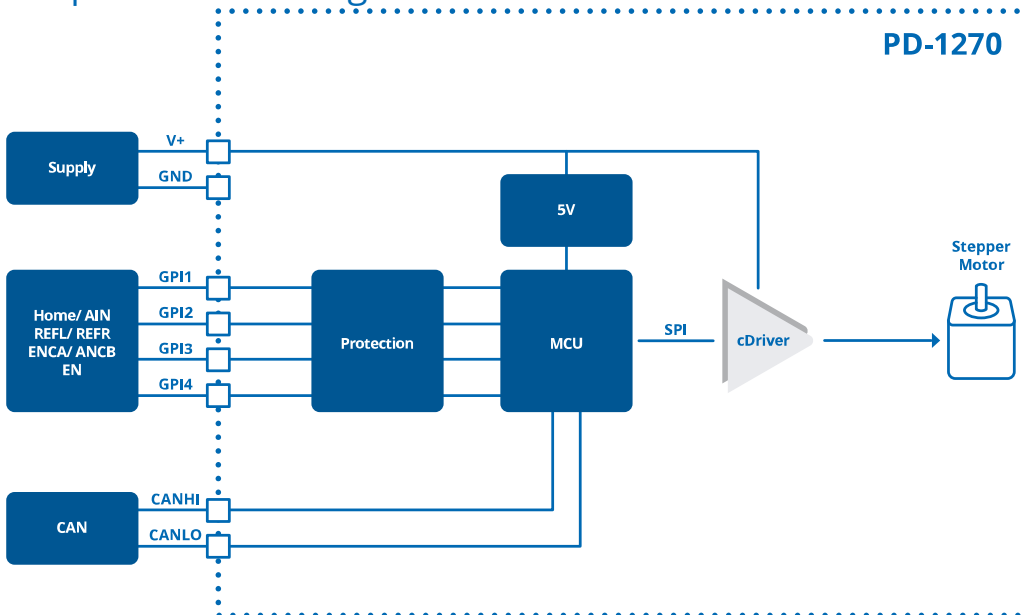 PD-1270
Supply
V+
GND
5V
Stepper
Motor
Home/ AIN
REFL/ REFR
ENCA/ ANCB
EN
GPI1
GPI2
GPI3
GPI4
Protection
MCU
SPI
cDriver
CAN
CANHI
CANLO